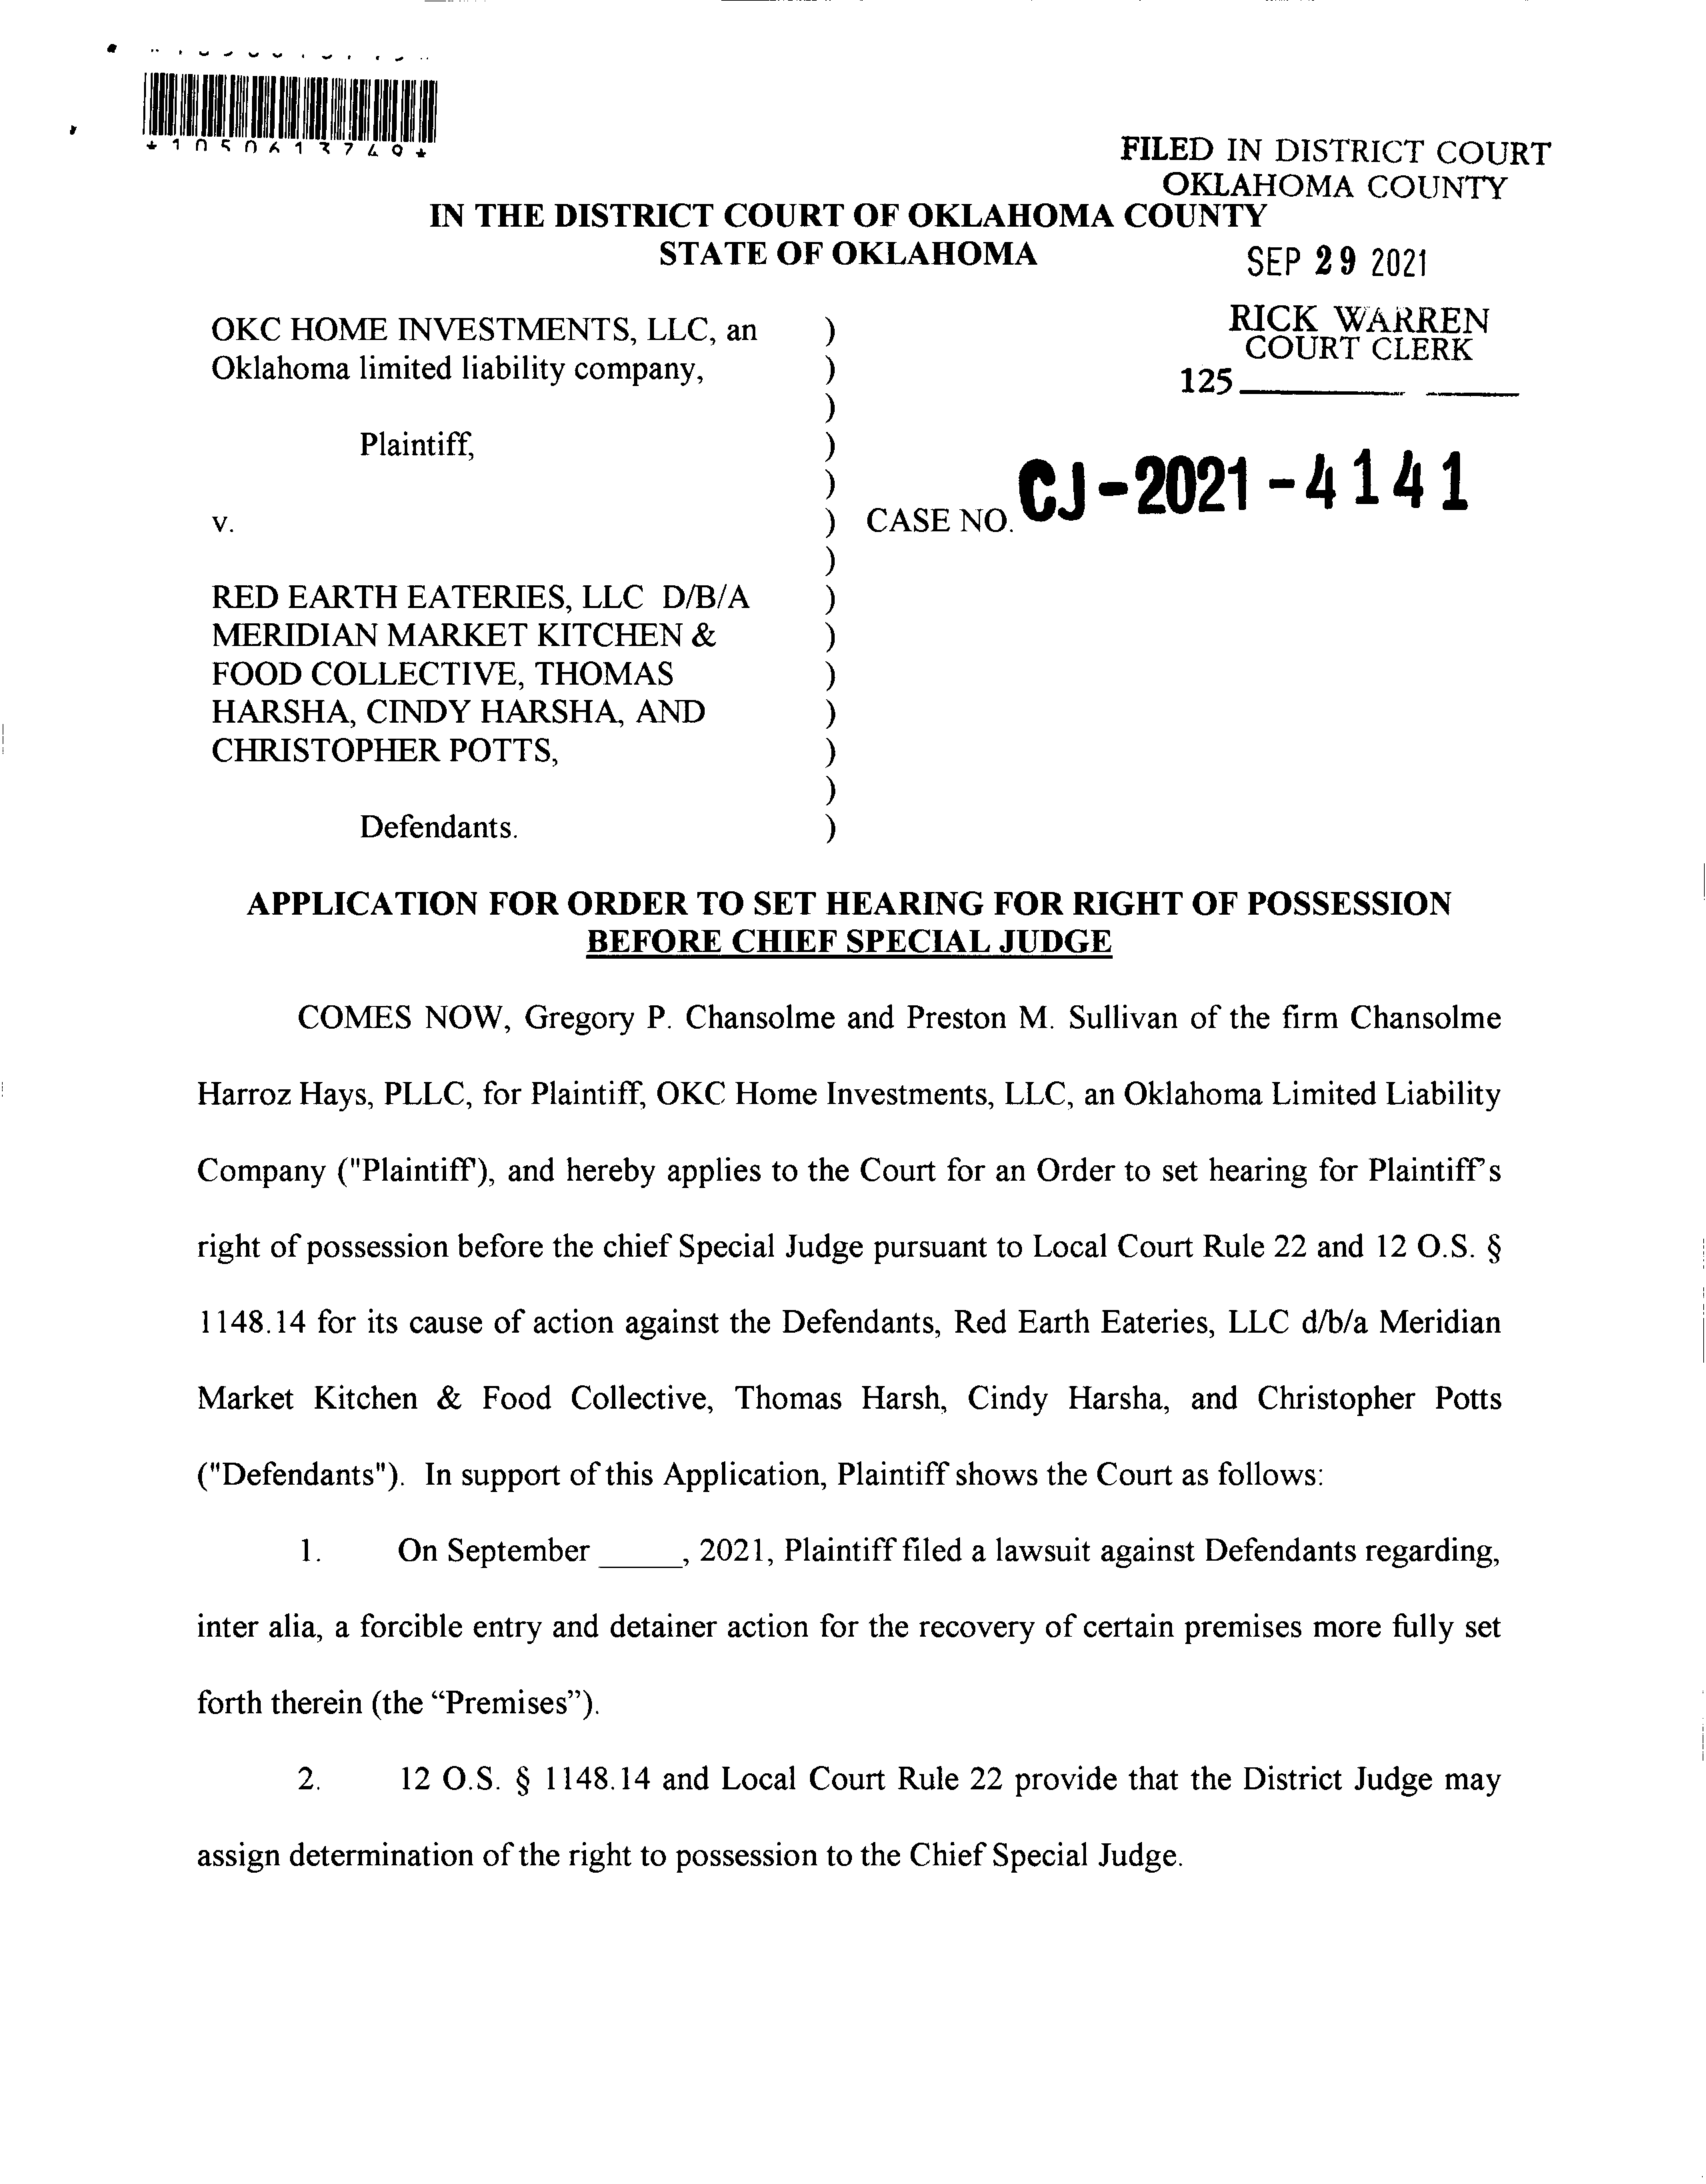 *1050613749*
FILED IN DISTRICT COURT
OKLAHOMA COUNTY
IN THE DISTRICT COURT OF OKLAHOMA COUNTY
STATE OF OKLAHOMA
SEP 29 2021
RICK WARREN
COURT CLERK
125
OKC HOME INVESTMENTS, LLC, an )
Oklahoma limited liability company, )
)
Plaintiff, )
)
v. ) CASE NO. CJ-2021-4141
)
RED EARTH EATERIES, LLC D/B/A )
MERIDIAN MARKET KITCHEN & )
FOOD COLLECTIVE, THOMAS )
HARSHA, CINDY HARSHA, AND )
CHRISTOPHER POTTS, )
)
Defendants. )
APPLICATION FOR ORDER TO SET HEARING FOR RIGHT OF POSSESSION
BEFORE CHIEF SPECIAL JUDGE
COMES NOW, Gregory P. Chansolme and Preston M. Sullivan of the firm Chansolme
Harroz Hays, PLLC, for Plaintiff, OKC Home Investments, LLC, an Oklahoma Limited Liability
Company ("Plaintiff"), and hereby applies to the Court for an Order to set hearing for Plaintiff's
right of possession before the chief Special Judge pursuant to Local Court Rule 22 and 12 O.S. §
1148.14 for its cause of action against the Defendants, Red Earth Eateries, LLC d/b/a Meridian
Market Kitchen & Food Collective, Thomas Harsh, Cindy Harsha, and Christopher Potts
("Defendants"). In support of this Application, Plaintiff shows the Court as follows:
1. On September _____, 2021, Plaintiff filed a lawsuit against Defendants regarding,
inter alia, a forcible entry and detainer action for the recovery of certain premises more fully set
forth therein (the “Premises”).
2. 12 O.S. § 1148.14 and Local Court Rule 22 provide that the District Judge may
assign determination of the right to possession to the Chief Special Judge.